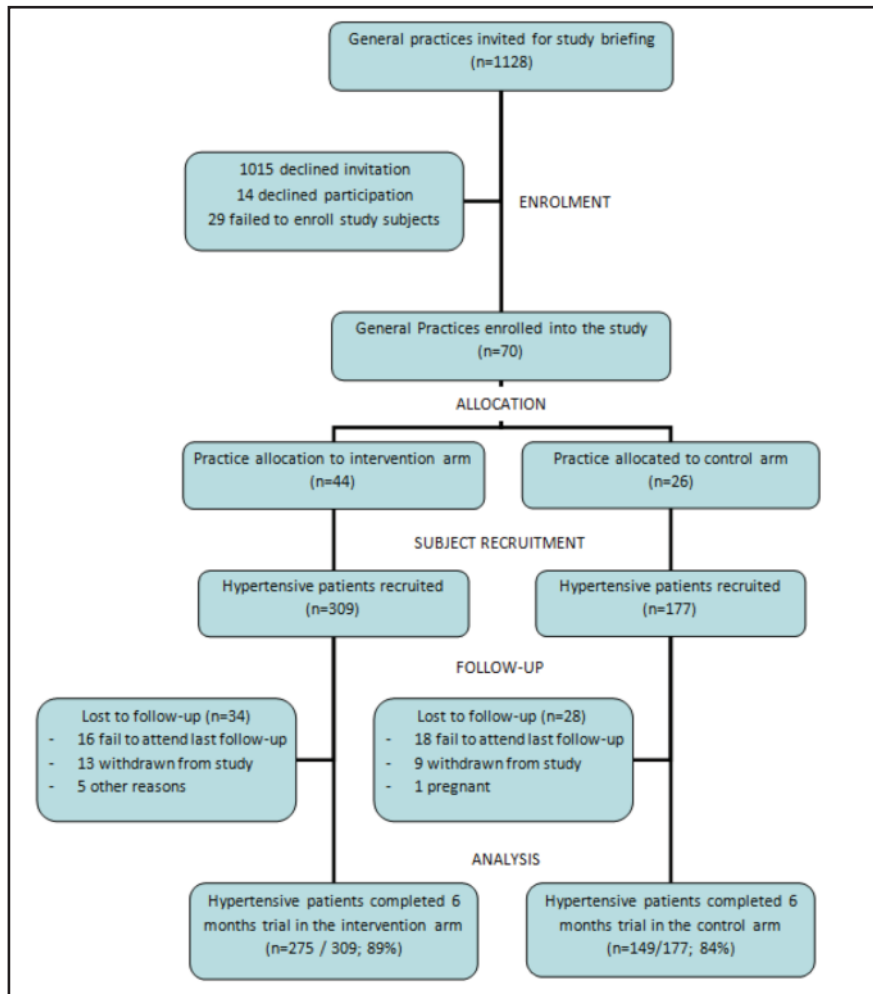 General practices invited for study briefing
(n=1128)
1015 declined invitation
14 declined participation
29 failed to enroll study subjects
ENROLMENT
General Practices enrolled into the study
(n=70)
ALLOCATION
Practice allocation to intervention arm
(n=44)
Practice allocated to control arm
(n=26)
SUBJECT RECRUITMENT
Hypertensive patients recruited
(n=309)
Hypertensive patients recruited
(n=177)
FOLLOW-UP
Lost to follow-up (n=34)
- 16 fail to attend last follow-up
- 13 withdrawn from study
- 5 other reasons
Lost to follow-up (n=28)
- 18 fail to attend last follow-up
- 9 withdrawn from study
- 1 pregnant
ANALYSIS
Hypertensive patients completed 6
months trial in the intervention arm
(n=275 / 309; 89%)
Hypertensive patients completed 6
months trial in the control arm
(n=149/177; 84%)